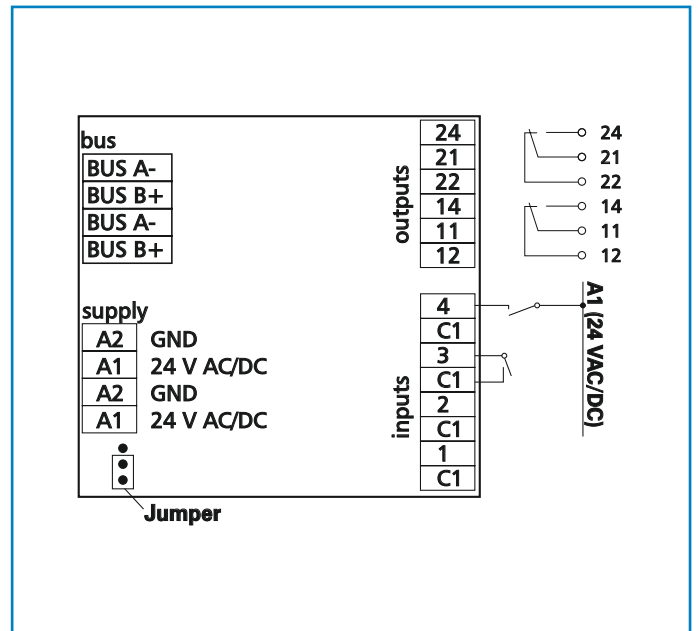 bus
BUS A-
BUS B+
BUS A-
BUS B+
supply
A2 GND
A1 24 V AC/DC
A2 GND
A1 24 V AC/DC
Jumper
outputs
24
21
22
14
11
12
inputs
4
C1
3
C1
2
C1
1
C1
24
21
22
14
11
12
A1 (24 VAC/DC)